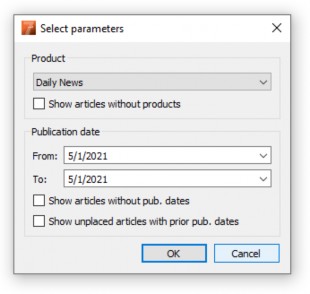 Select parameters
Product
Daily News
Show articles without products
Publication date
From: 5/1/2021
To: 5/1/2021
Show articles without pub. dates
Show unplaced articles with prior pub. dates
OK Cancel